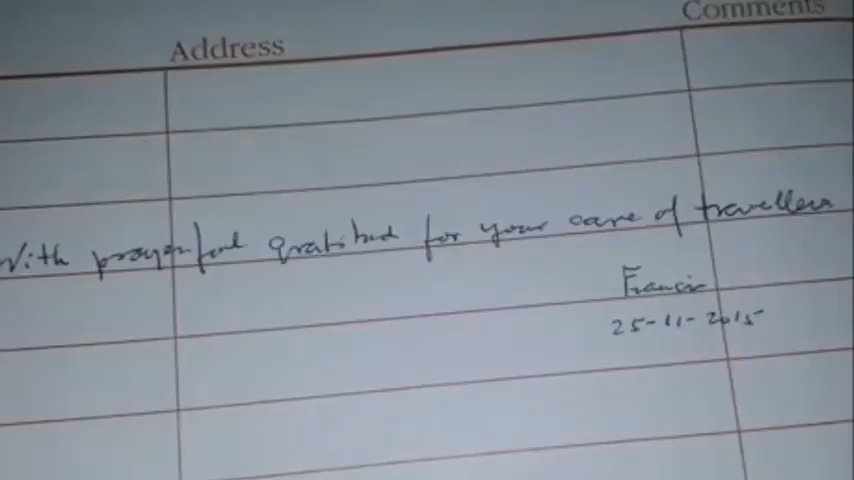 Address Comments
With prayerful gratitude for your care of travellers
Francis
25-11-2015